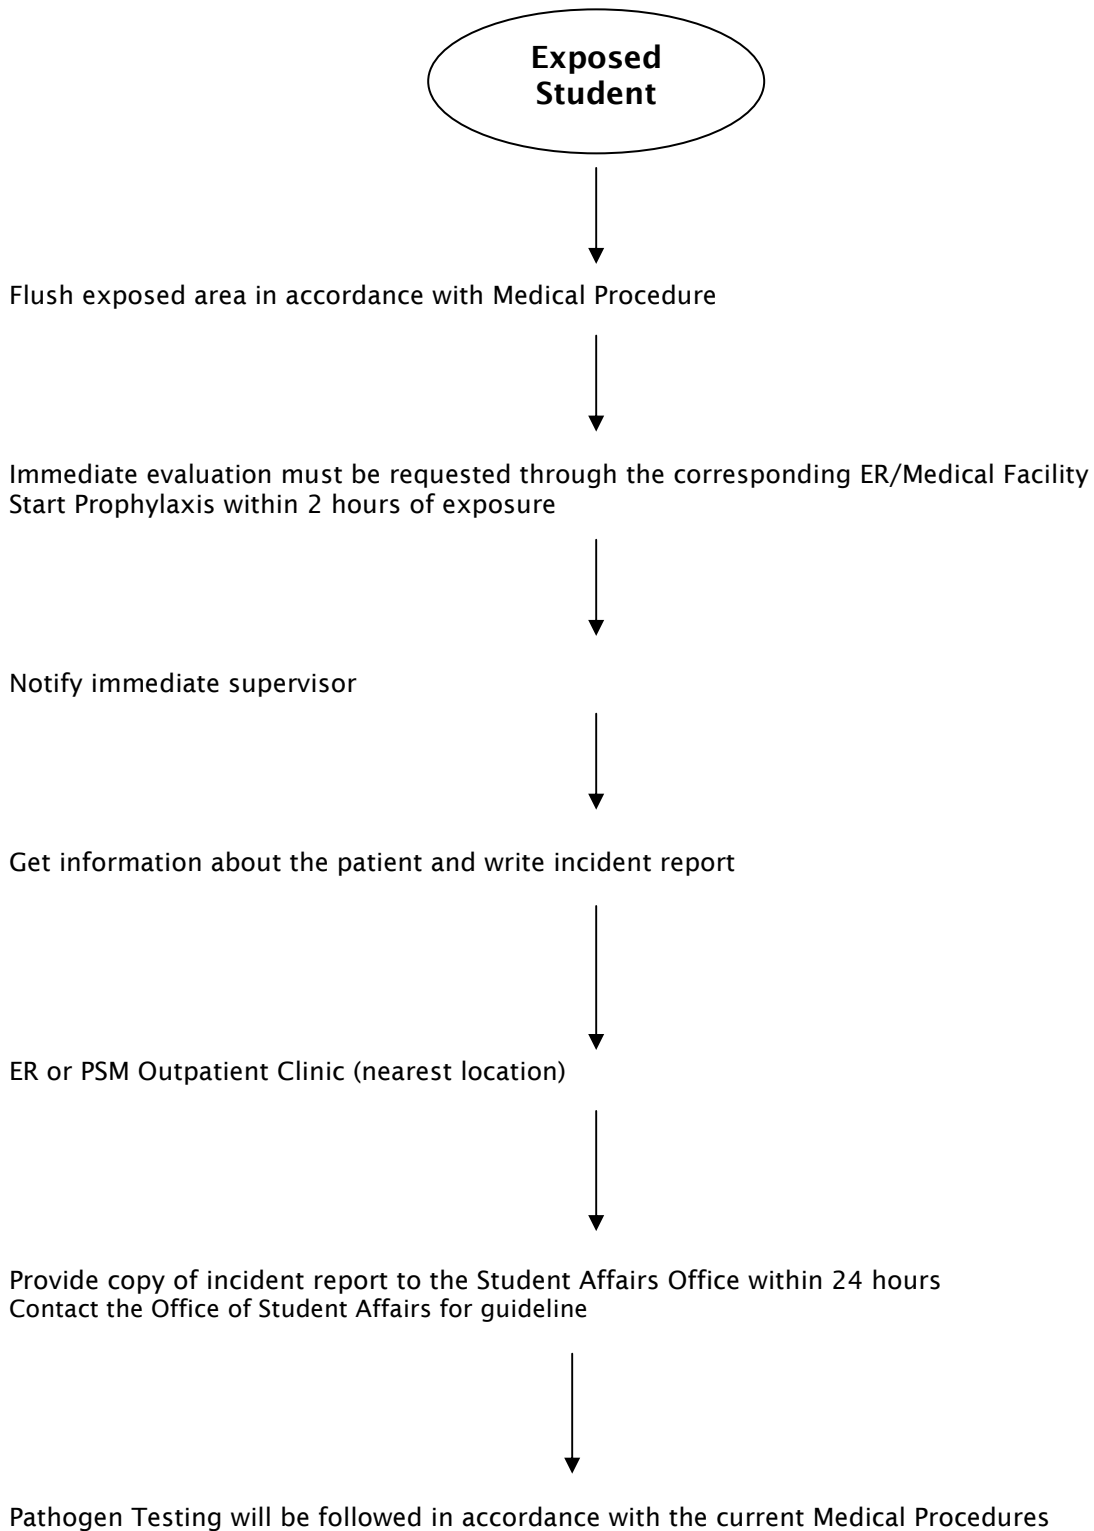 Exposed
Student
Flush exposed area in accordance with Medical Procedure
Immediate evaluation must be requested through the corresponding ER/Medical Facility
Start Prophylaxis within 2 hours of exposure
Notify immediate supervisor
Get information about the patient and write incident report
ER or PSM Outpatient Clinic (nearest location)
Provide copy of incident report to the Student Affairs Office within 24 hours
Contact the Office of Student Affairs for guideline
Pathogen Testing will be followed in accordance with the current Medical Procedures